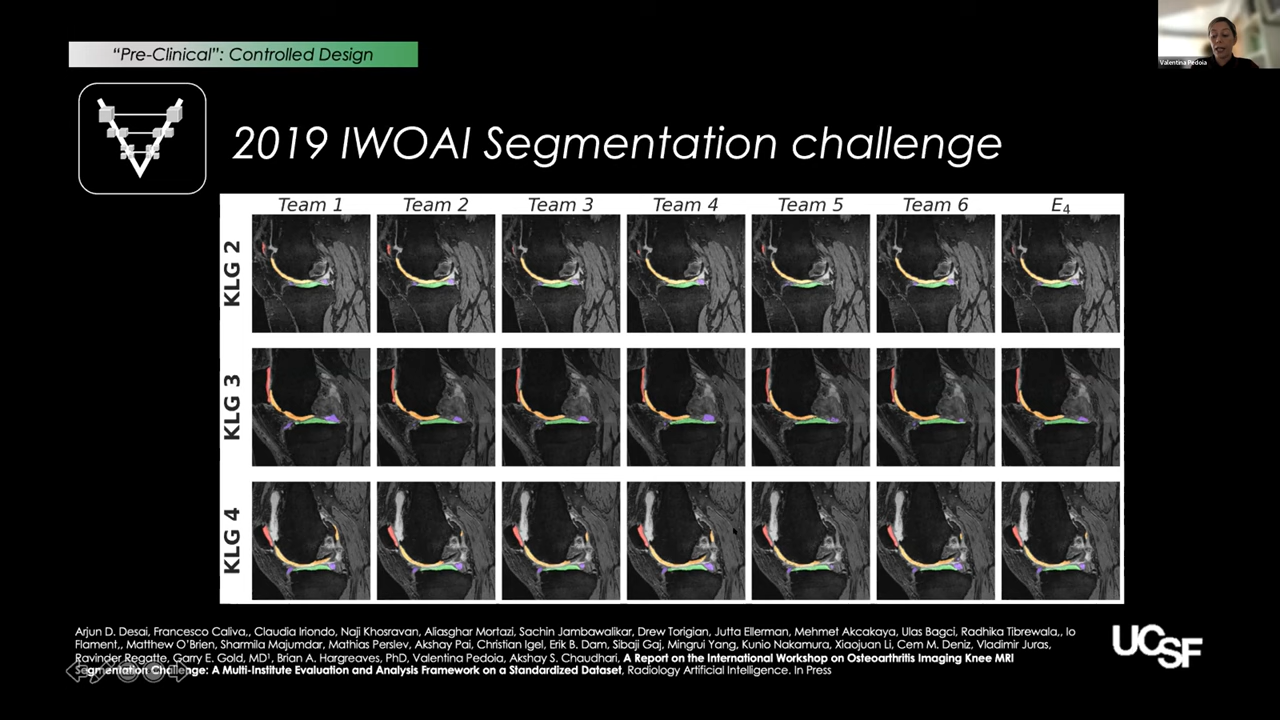 “Pre-Clinical”: Controlled Design
Valentina Pedoia
2019 IWOAI Segmentation challenge
Team 1 Team 2 Team 3 Team 4 Team 5 Team 6 E₄
KLG 2
KLG 3
KLG 4
Arjun D. Desai, Francesco Caliva,, Claudia Iriondo, Naji Khosravan, Aliasghar Mortazi, Sachin Jambawalikar, Drew Torigian, Jutta Ellerman, Mehmet Akcakaya, Ulas Bagci, Radhika Tibrewala,, Io
Flament,, Matthew O’Brien, Sharmila Majumdar, Mathias Perslev, Akshay Pai, Christian Igel, Erik B. Dam, Sibaji Gaj, Mingrui Yang, Kunio Nakamura, Xiaojuan Li, Cem M. Deniz, Vladimir Juras,
Ravinder Regatte, Garry E. Gold, MD¹, Brian A. Hargreaves, PhD, Valentina Pedoia, Akshay S. Chaudhari, A Report on the International Workshop on Osteoarthritis Imaging Knee MRI
Segmentation Challenge: A Multi-Institute Evaluation and Analysis Framework on a Standardized Dataset, Radiology Artificial Intelligence. In Press
UCSF